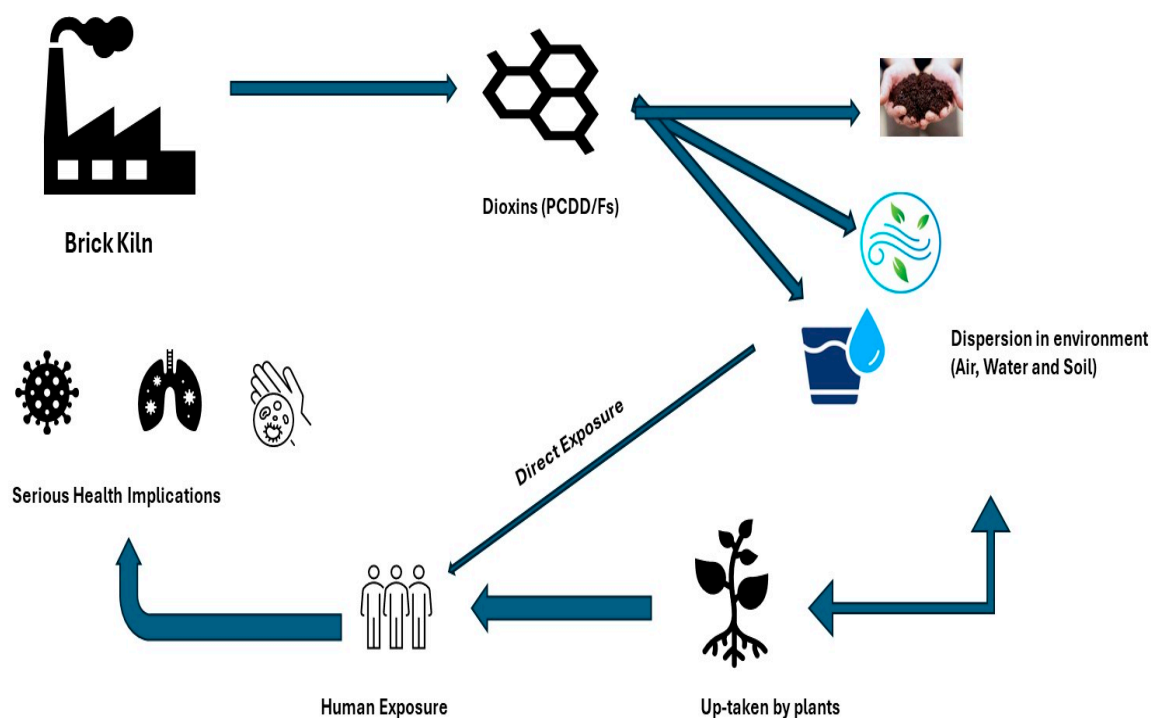 Brick Kiln
Dioxins (PCDD/Fs)
Dispersion in environment
(Air, Water and Soil)
Direct Exposure
Serious Health Implications
Human Exposure
Up-taken by plants